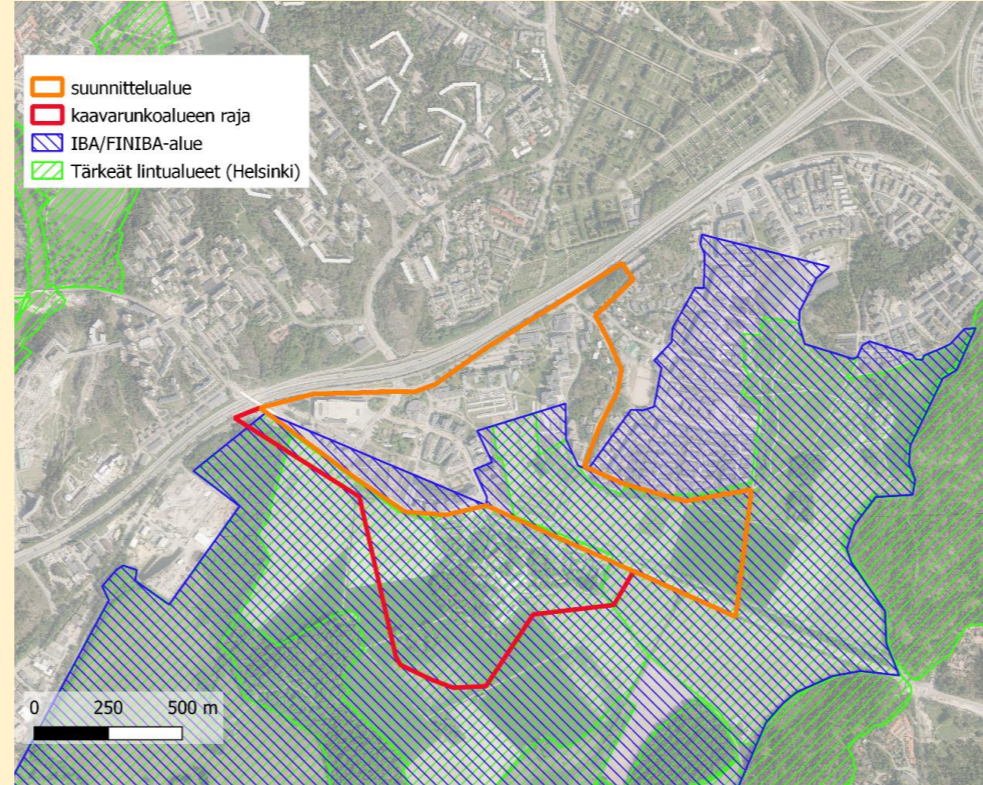 suunnittelualue
kaavarunkoalueen raja
IBA/FINIBA-alue
Tärkeät lintualueet (Helsinki)
0 250 500 m